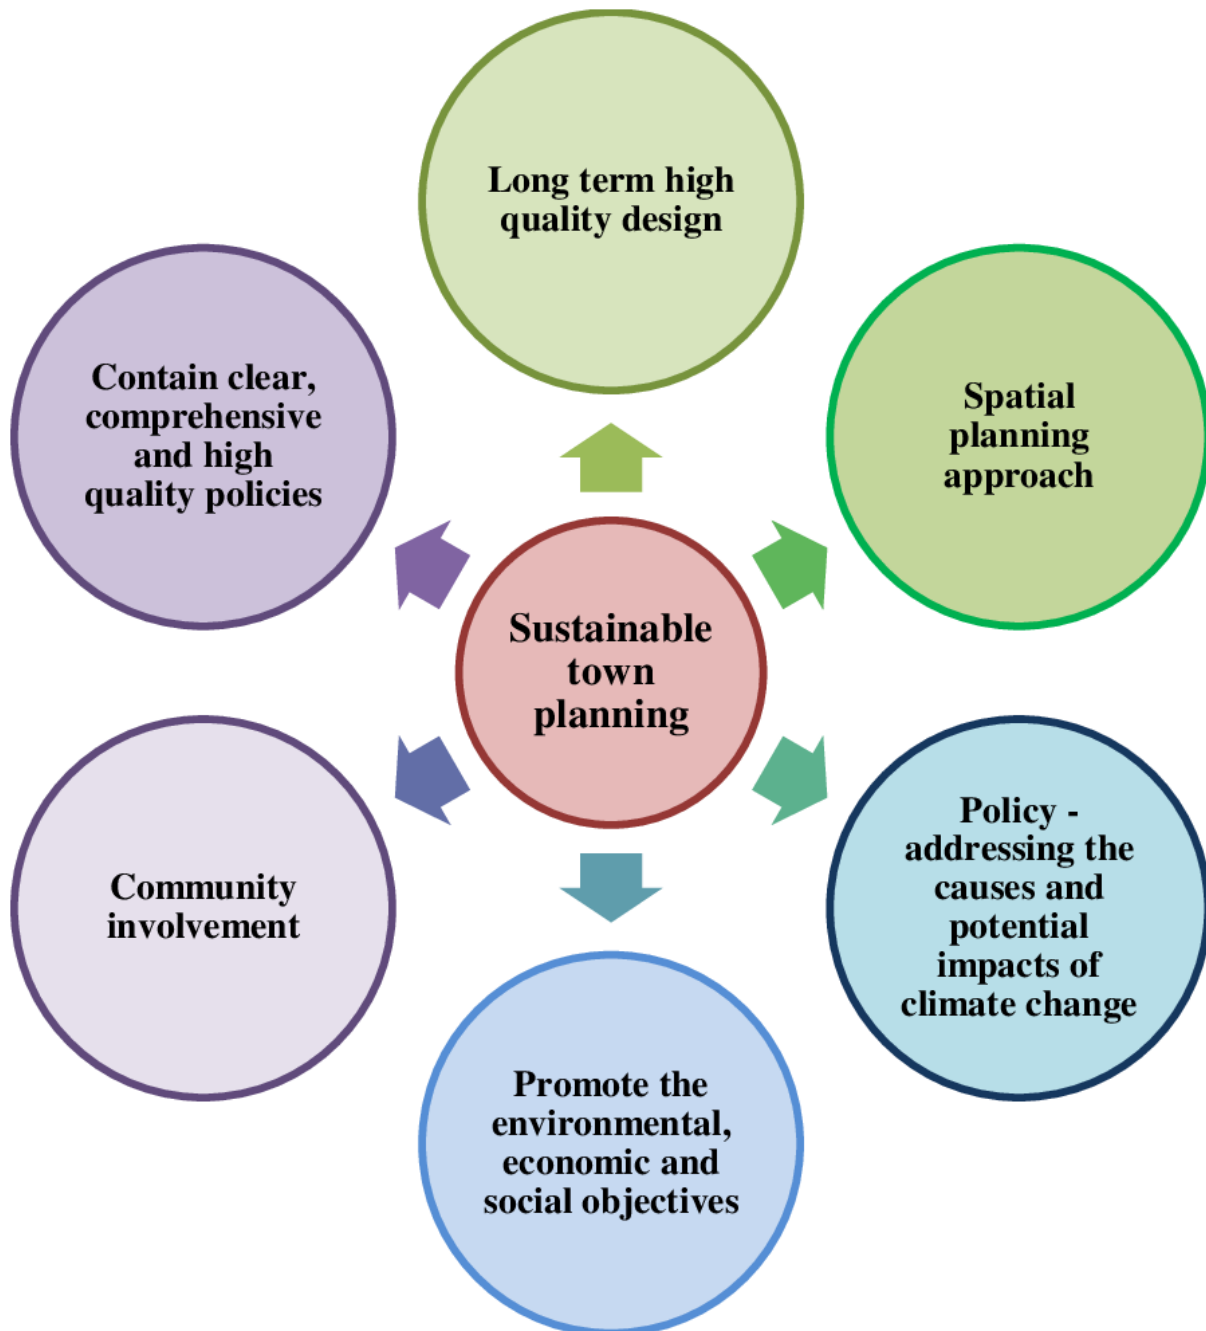 Long term high
quality design
Contain clear,
comprehensive
and high
quality policies
Spatial
planning
approach
Sustainable
town
planning
Community
involvement
Policy -
addressing the
causes and
potential
impacts of
climate change
Promote the
environmental,
economic and
social objectives